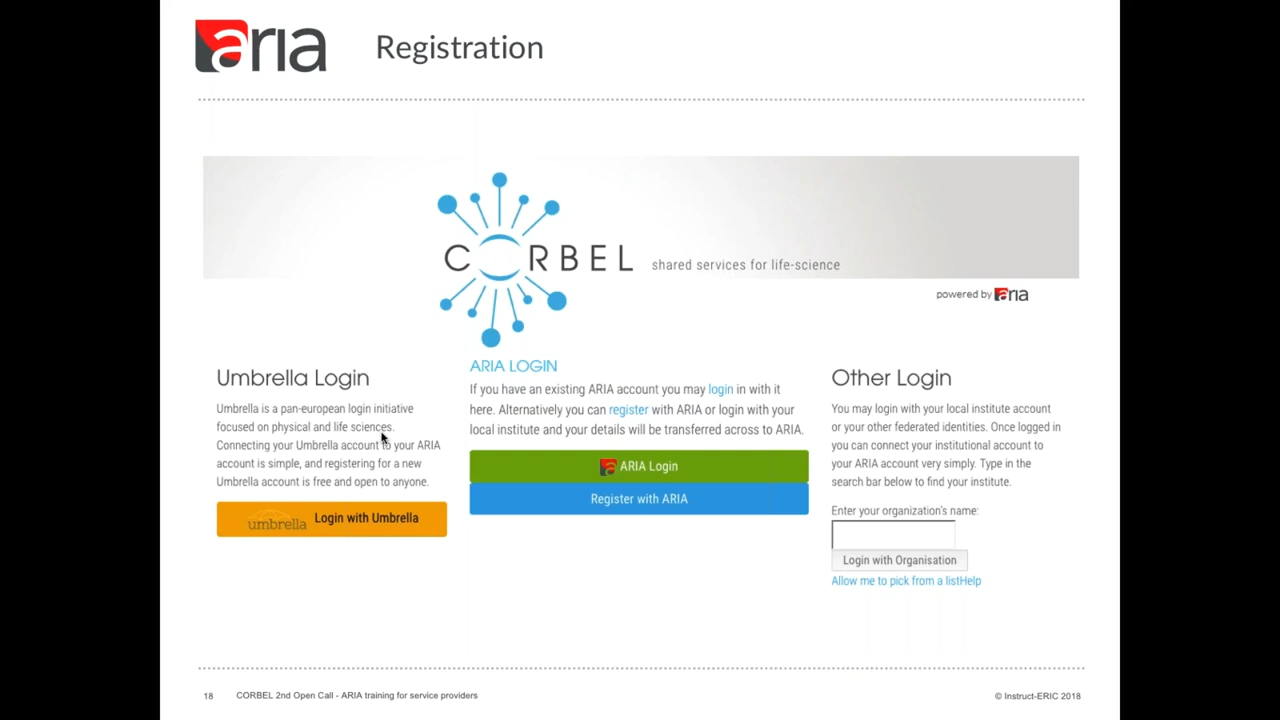 aria
Registration
CORBEL shared services for life-science
powered by aria
Umbrella Login
Umbrella is a pan-european login initiative
focused on physical and life sciences.
Connecting your Umbrella account to your ARIA
account is simple, and registering for a new
Umbrella account is free and open to anyone.
umbrella Login with Umbrella
ARIA LOGIN
If you have an existing ARIA account you may login in with it
here. Alternatively you can register with ARIA or login with your
local institute and your details will be transferred across to ARIA.
ARIA Login
Register with ARIA
Other Login
You may login with your local institute account
or your other federated identities. Once logged in
you can connect your institutional account to
your ARIA account very simply. Type in the
search bar below to find your institute.
Enter your organization's name:
Login with Organisation
Allow me to pick from a listHelp
18 CORBEL 2nd Open Call - ARIA training for service providers
© Instruct-ERIC 2018